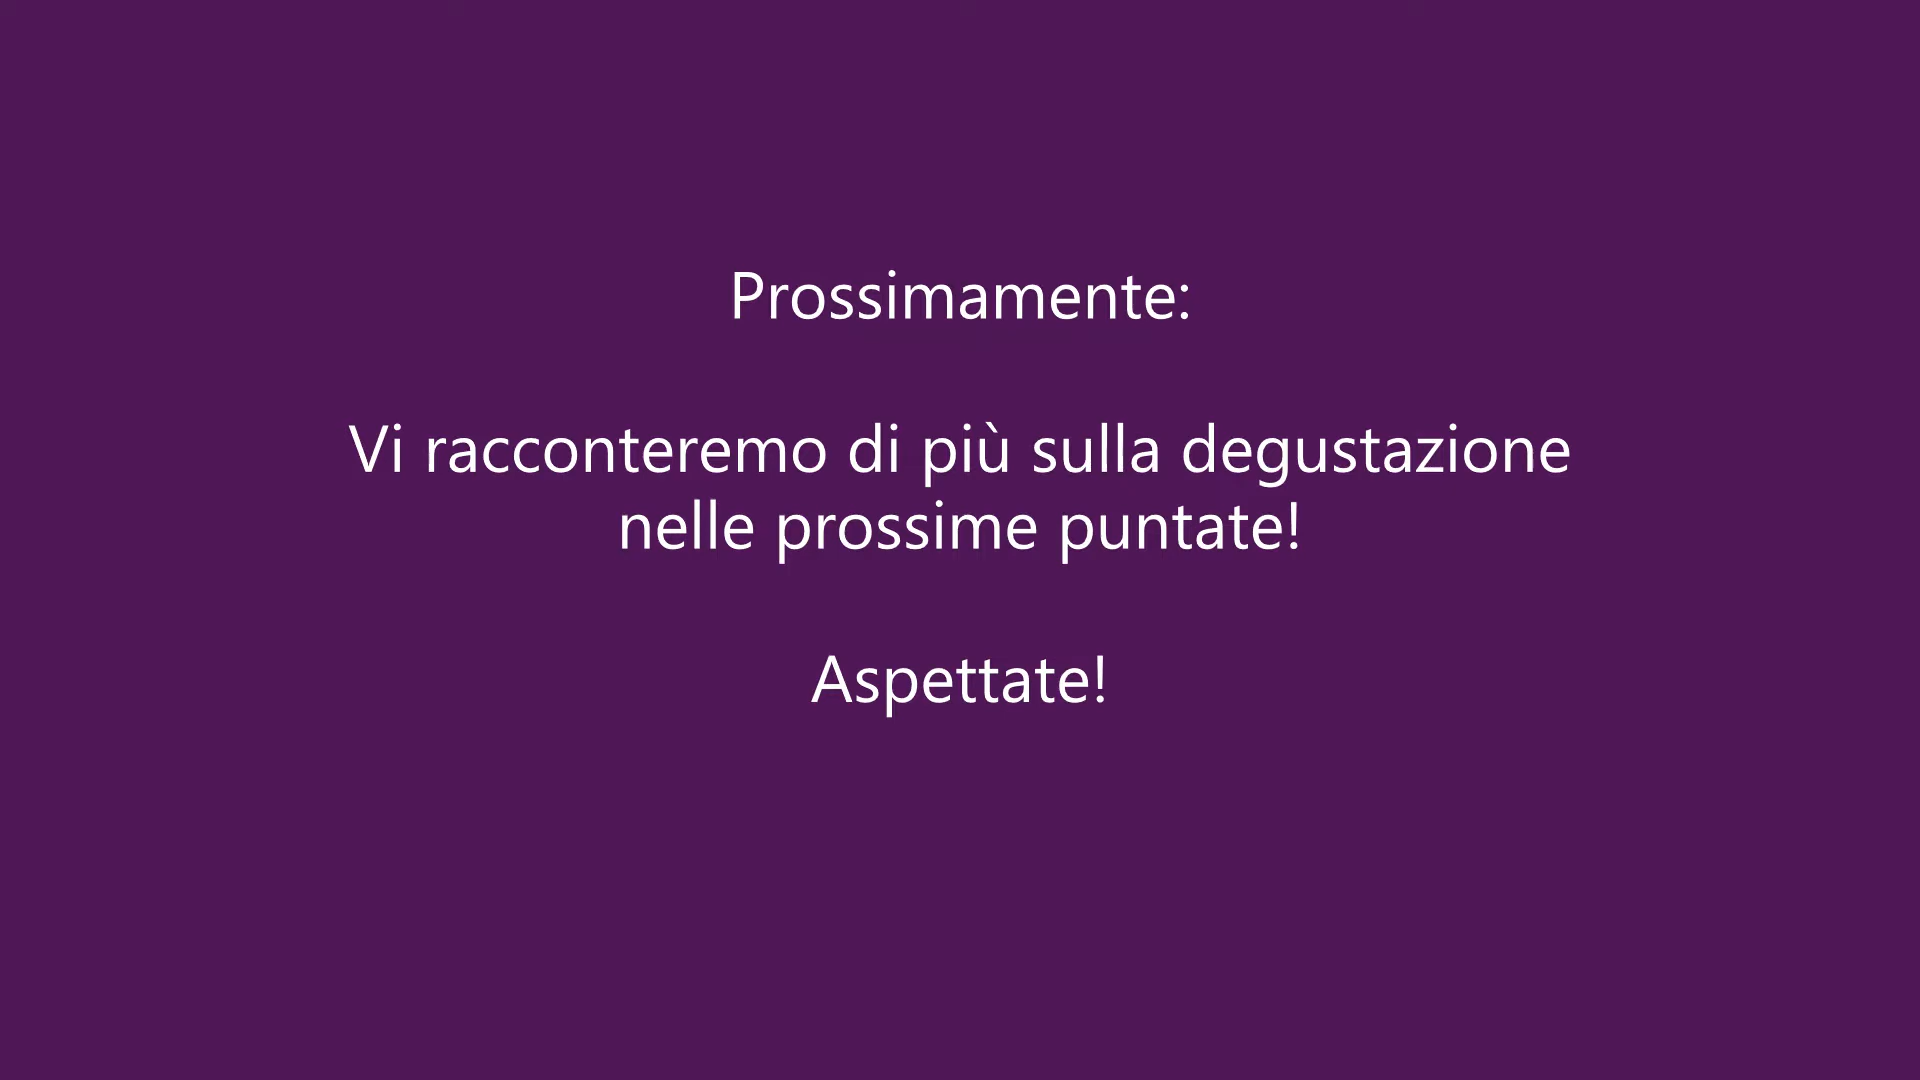 Prossimamente:
Vi racconteremo di più sulla degustazione
nelle prossime puntate!
Aspettate!